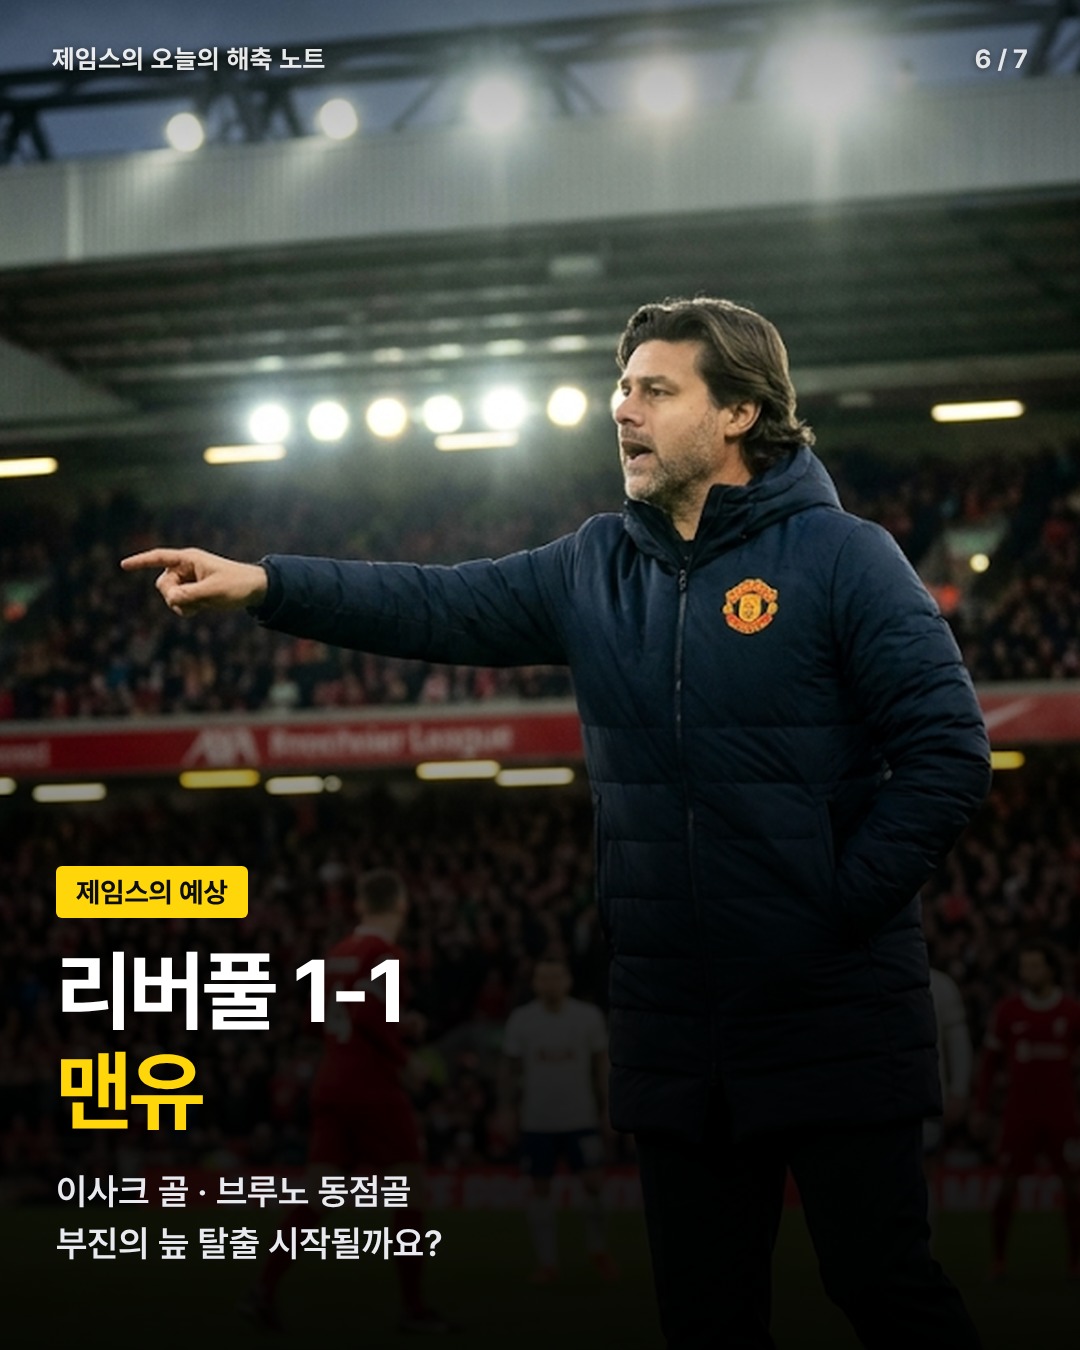 제임스의 오늘의 해축 노트
6 / 7
제임스의 예상
리버풀 1-1
맨유
이사크 골 · 브루노 동점골
부진의 늪 탈출 시작될까요?